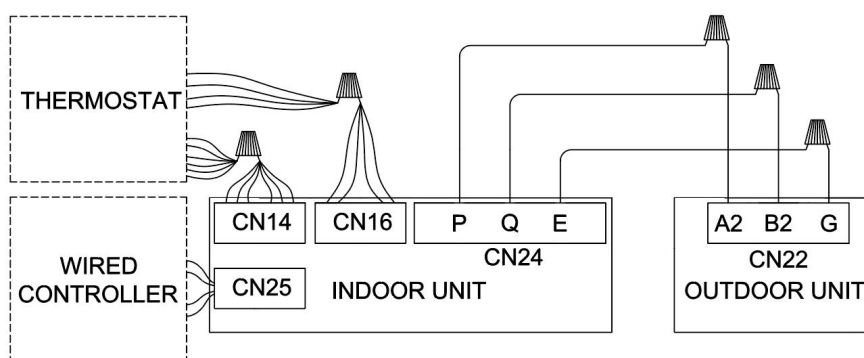 THERMOSTAT
CN14
CN16
P Q E
CN24
A2 B2 G
CN22
WIRED
CONTROLLER
CN25
INDOOR UNIT
OUTDOOR UNIT